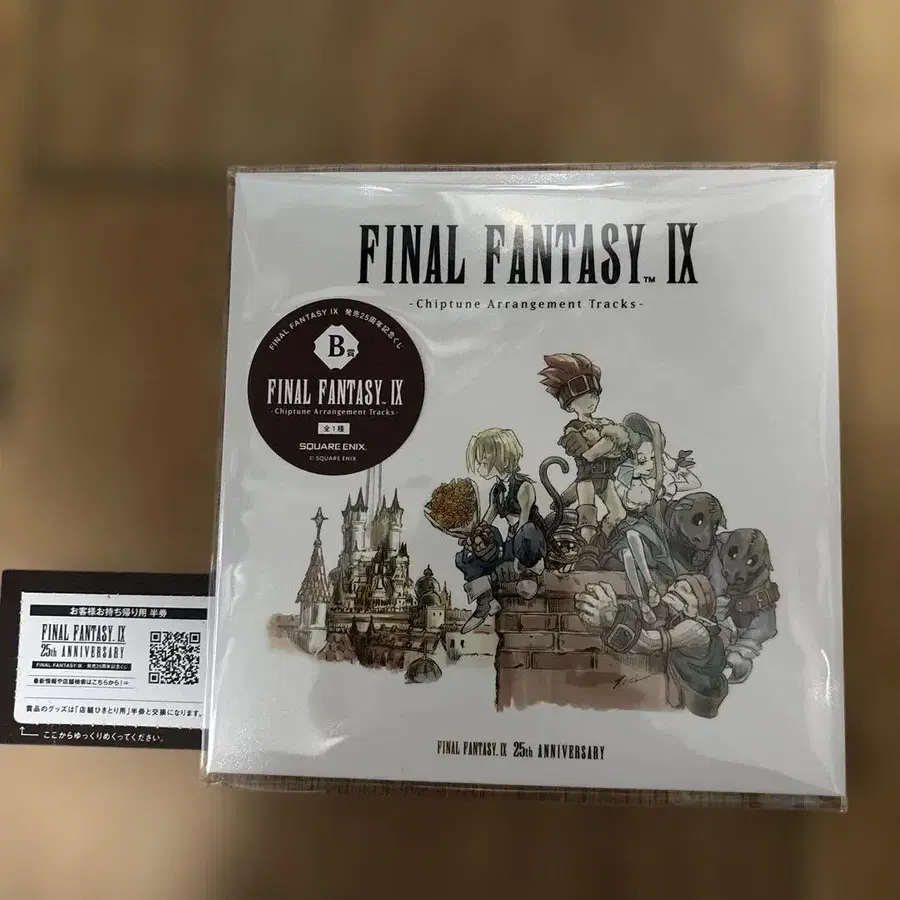 FINAL FANTASY™ IX
-Chiptune Arrangement Tracks-
FINAL FANTASY IX 発売25周年記念くじ
B賞
FINAL FANTASY™ IX
-Chiptune Arrangement Tracks-
全1種
SQUARE ENIX®
© SQUARE ENIX
お客様お持ち帰り用 半券
FINAL FANTASY IX
25th ANNIVERSARY
FINAL FANTASY IX 発売25周年記念くじ
最新情報や店舗検索はこちらから!⇒
賞品のグッズは「店舗ひきとり用」半券と交換になります。
ここからゆっくりめくってください。
FINAL FANTASY IX 25th ANNIVERSARY